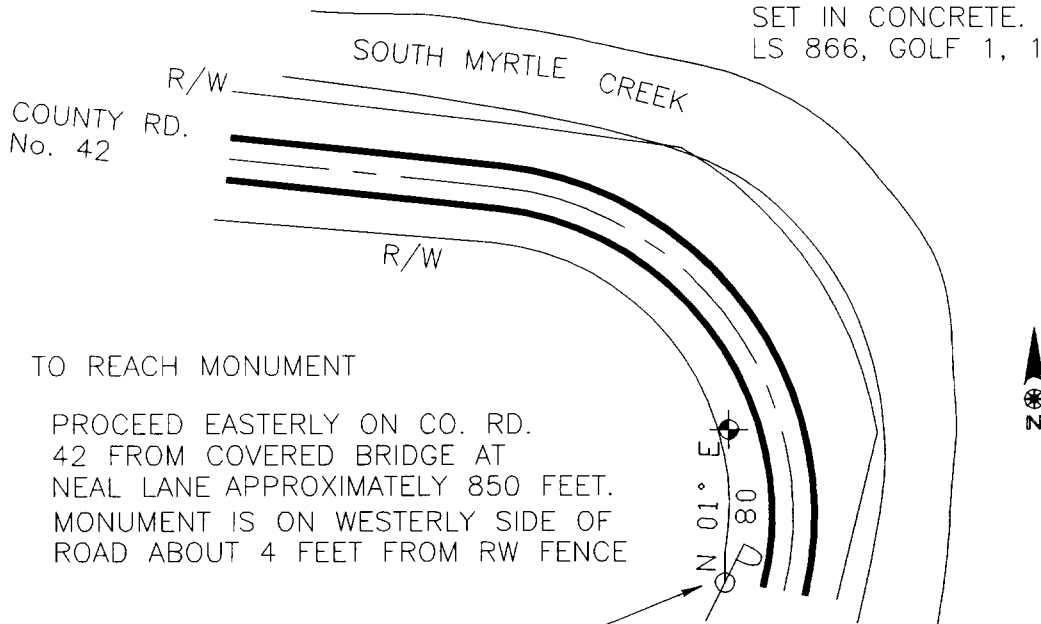 SET IN CONCRETE.
LS 866, GOLF 1, 1
SOUTH MYRTLE CREEK
R/W
COUNTY RD.
No. 42
R/W
TO REACH MONUMENT
PROCEED EASTERLY ON CO. RD.
42 FROM COVERED BRIDGE AT
NEAL LANE APPROXIMATELY 850 FEET.
MONUMENT IS ON WESTERLY SIDE OF
ROAD ABOUT 4 FEET FROM RW FENCE
N 01° E
80
N